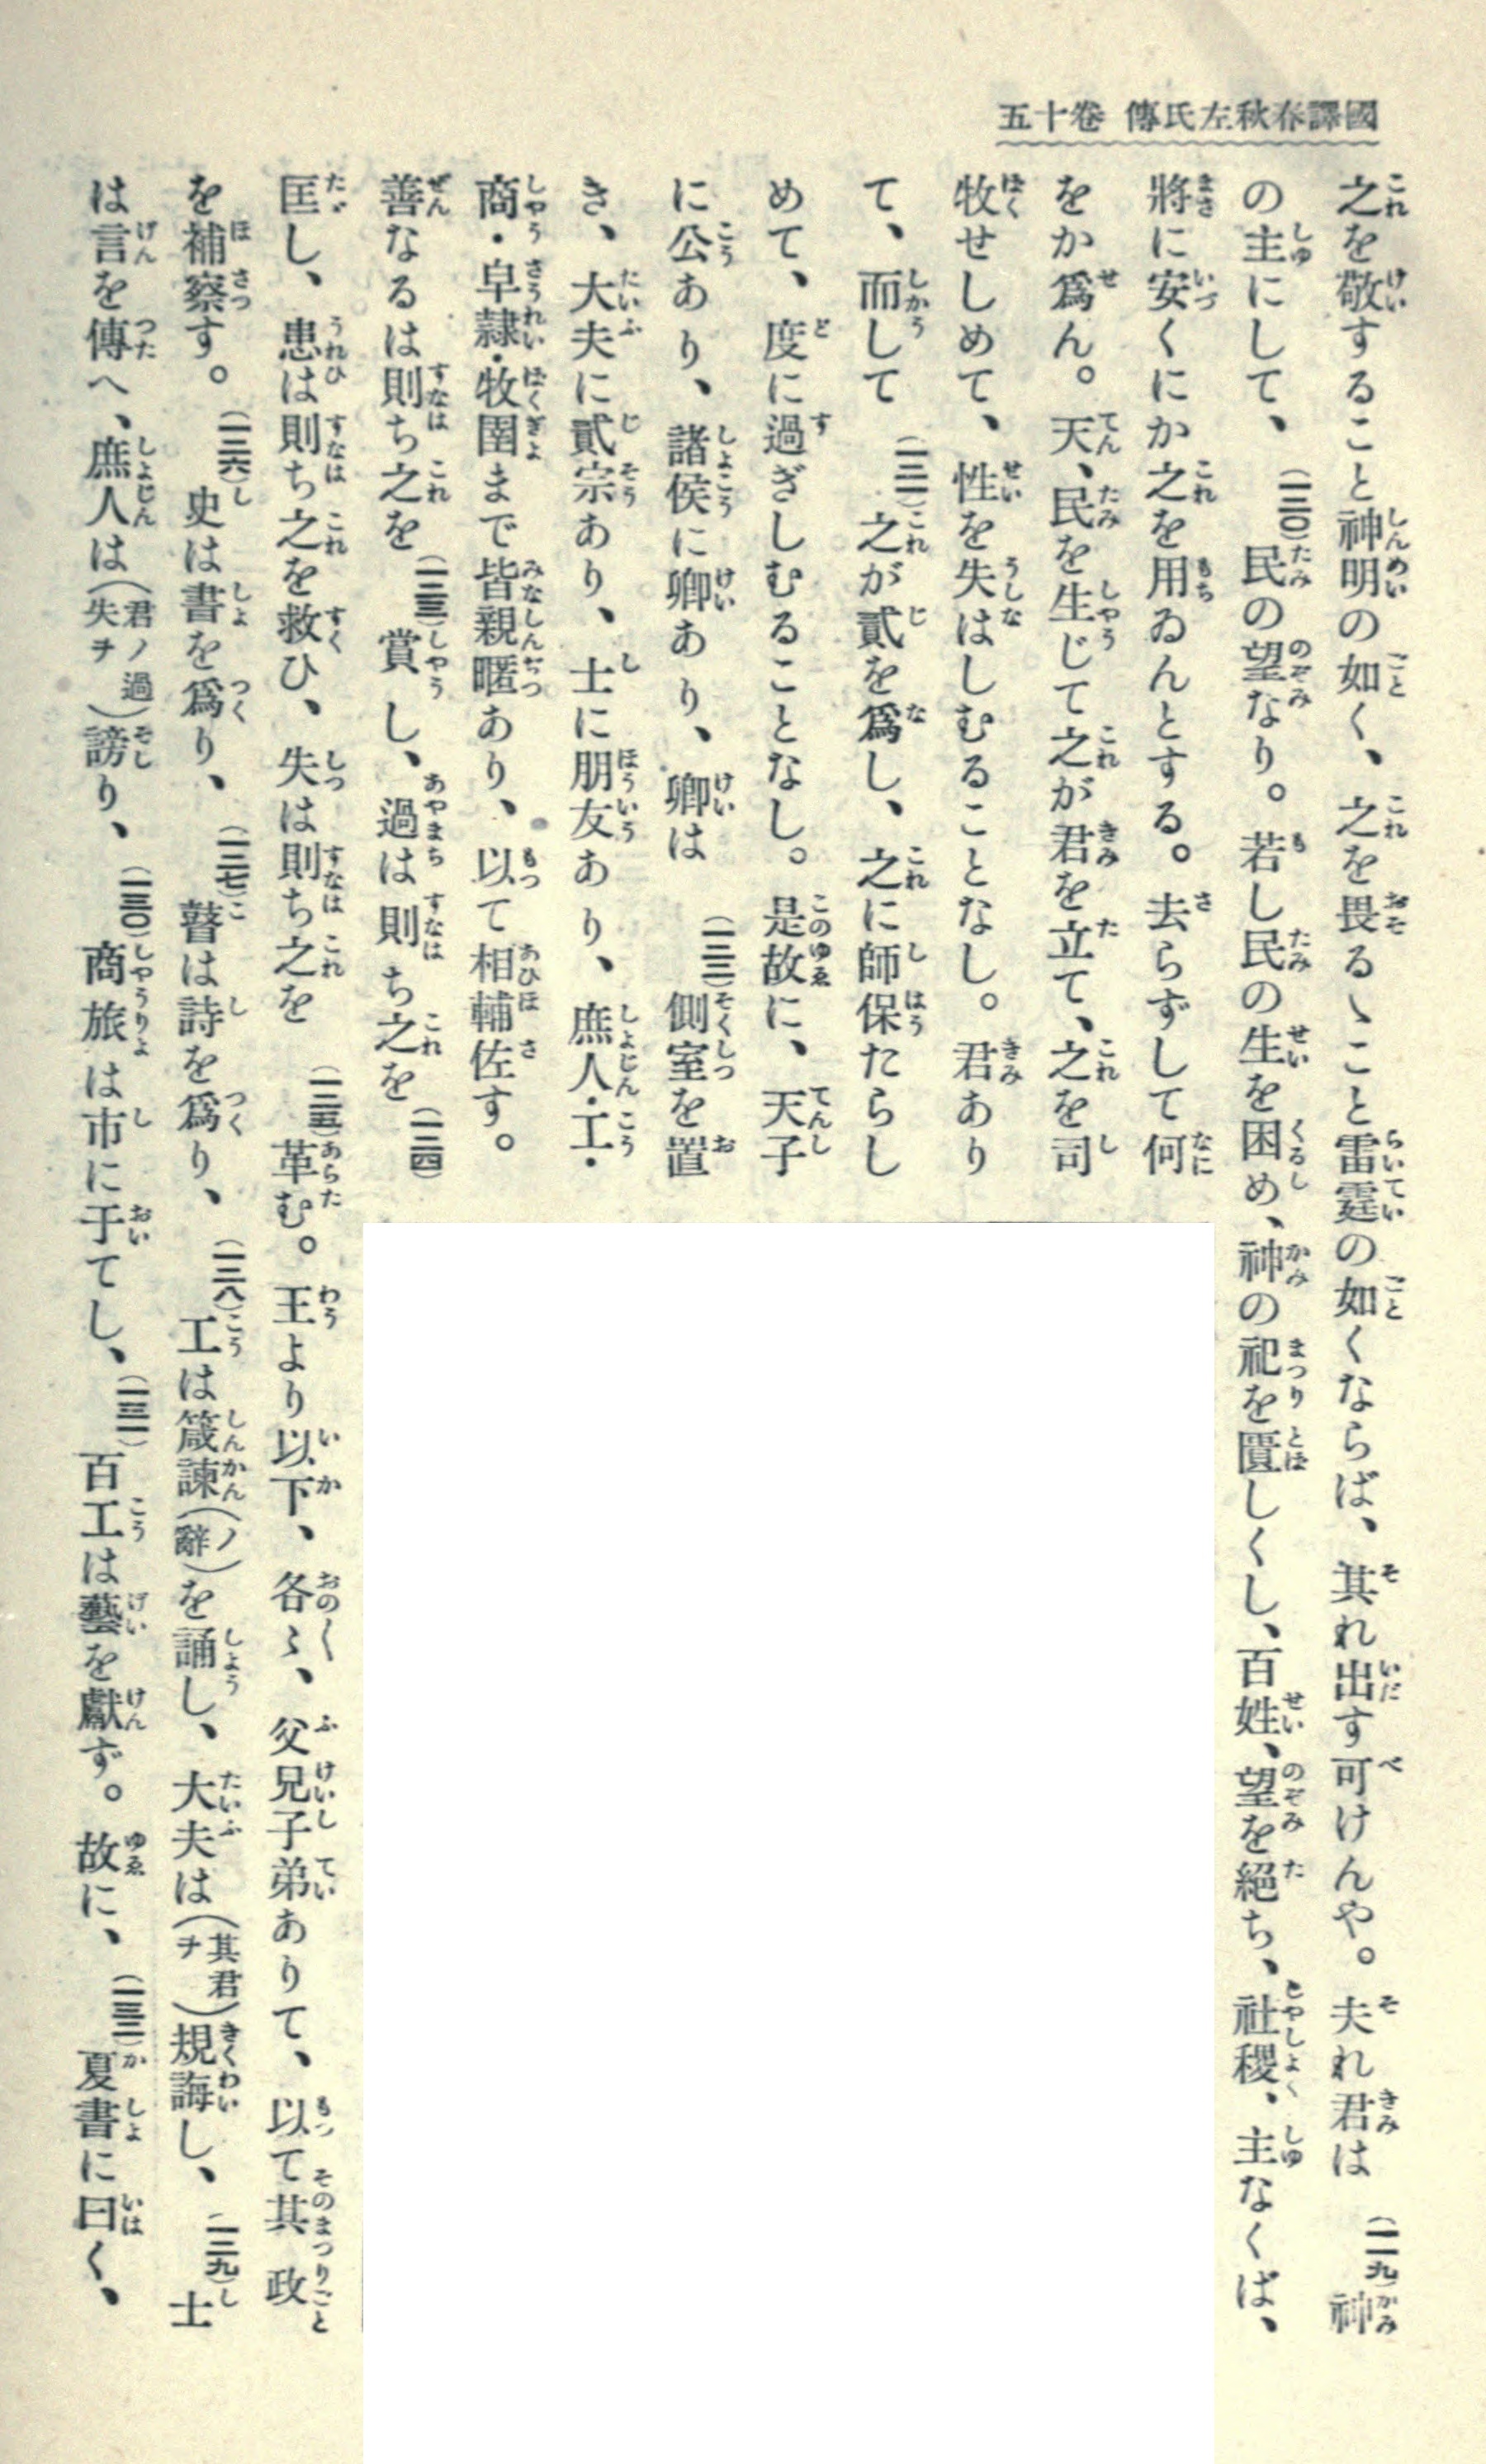 國譯春秋左氏傳 卷十五
之を敬すること神明の如く、之を畏るゝこと雷霆の如くならば、其れ出す可けんや。夫れ君は(一一九)神
の主にして、(一二〇)民の望なり。若し民の生を困め、神の祀を匱しくし、百姓、望を絕ち、社稷、主なくば、
將に安くにか之を用ゐんとする。去らずして何
をか爲ん。天、民を生じて之が君を立て、之を司
牧せしめて、性を失はしむることなし。君あり
て、而して(一二一)之が貳を爲し、之に師保たらし
めて、度に過ぎしむることなし。是故に、天子
に公あり、諸侯に卿あり、卿は(一二二)側室を置
き、大夫に貳宗あり、士に朋友あり、庶人・工・
商・皁隷・牧圉まで皆親暱あり、以て相輔佐す。
善なるは則ち之を(一二三)賞し、過は則ち之を(一二四)
匡し、患は則ち之を救ひ、失は則ち之を(一二五)革む。王より以下、各〻、父兄子弟ありて、以て其政
を補察す。(一二六)史は書を爲り、(一二七)瞽は詩を爲り、(一二八)工は箴諫(ノ辭)を誦し、大夫は(其君ヲ)規誨し、(一二九)士
は言を傳へ、庶人は(君ノ過失ヲ)謗り、(一三〇)商旅は市に于てし、(一三一)百工は藝を獻ず。故に、(一三二)夏書に曰く、